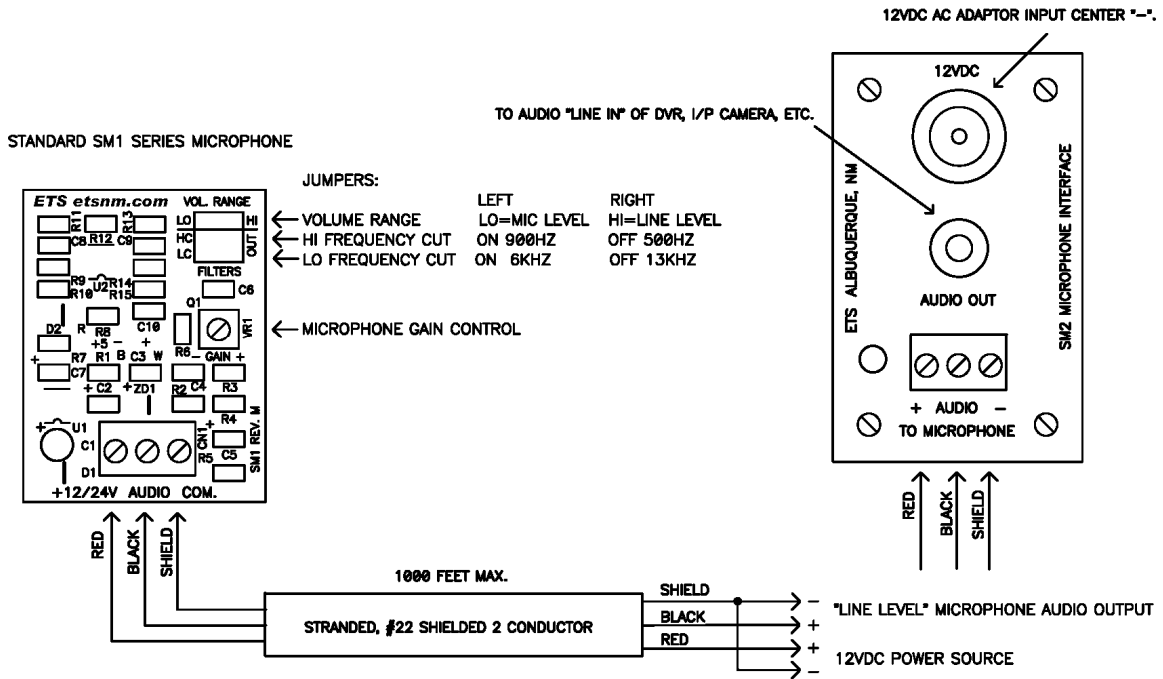 12VDC AC ADAPTOR INPUT CENTER "-".
12VDC
TO AUDIO "LINE IN" OF DVR, I/P CAMERA, ETC.
ETS ALBUQUERQUE, NM
SM2 MICROPHONE INTERFACE
AUDIO OUT
+ AUDIO -
TO MICROPHONE
RED
BLACK
SHIELD
STANDARD SM1 SERIES MICROPHONE
ETS etsnm.com VOL. RANGE
LO HI
HC
LC
OUT
FILTERS
R11
R12
R13
C8
C9
R9
R10
U2
R14
R15
C6
Q1
VR1
D2
R
R8
C10
+5 - +
R6
- GAIN +
+
R7
C7
R1
B C3 W
R2
C4
R3
+
C2
+
ZD1
R4
+
U1
C1
D1
CN1
+
R5
C5
SM1 REV. M
+12/24V AUDIO COM.
JUMPERS:
LEFT RIGHT
VOLUME RANGE LO=MIC LEVEL HI=LINE LEVEL
HI FREQUENCY CUT ON 900HZ OFF 500HZ
LO FREQUENCY CUT ON 6KHZ OFF 13KHZ
MICROPHONE GAIN CONTROL
RED
BLACK
SHIELD
1000 FEET MAX.
STRANDED, #22 SHIELDED 2 CONDUCTOR
SHIELD
BLACK
RED
- "LINE LEVEL" MICROPHONE AUDIO OUTPUT
+
+ 12VDC POWER SOURCE
-